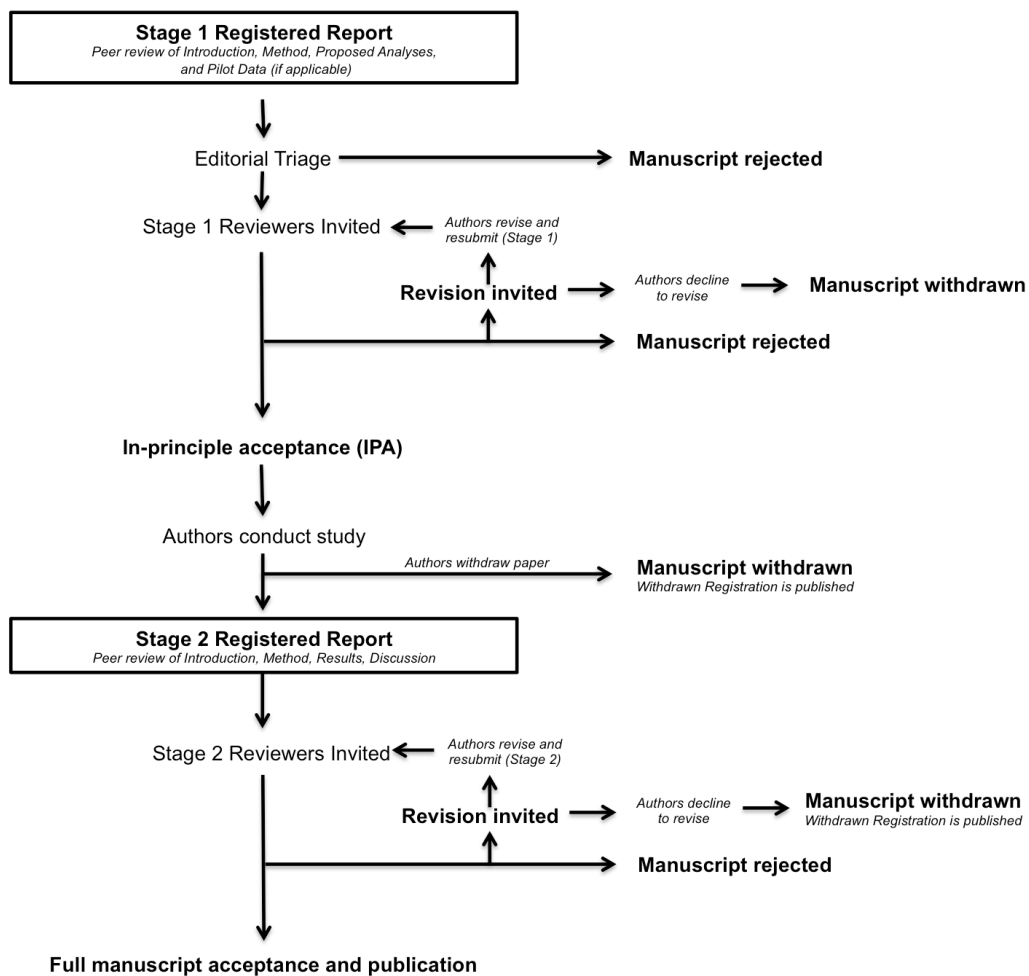 Stage 1 Registered Report
Peer review of Introduction, Method, Proposed Analyses,
and Pilot Data (if applicable)
Editorial Triage
Manuscript rejected
Stage 1 Reviewers Invited
Authors revise and
resubmit (Stage 1)
Revision invited
Authors decline
to revise
Manuscript withdrawn
Manuscript rejected
In-principle acceptance (IPA)
Authors conduct study
Authors withdraw paper
Manuscript withdrawn
Withdrawn Registration is published
Stage 2 Registered Report
Peer review of Introduction, Method, Results, Discussion
Stage 2 Reviewers Invited
Authors revise and
resubmit (Stage 2)
Revision invited
Authors decline
to revise
Manuscript withdrawn
Withdrawn Registration is published
Manuscript rejected
Full manuscript acceptance and publication